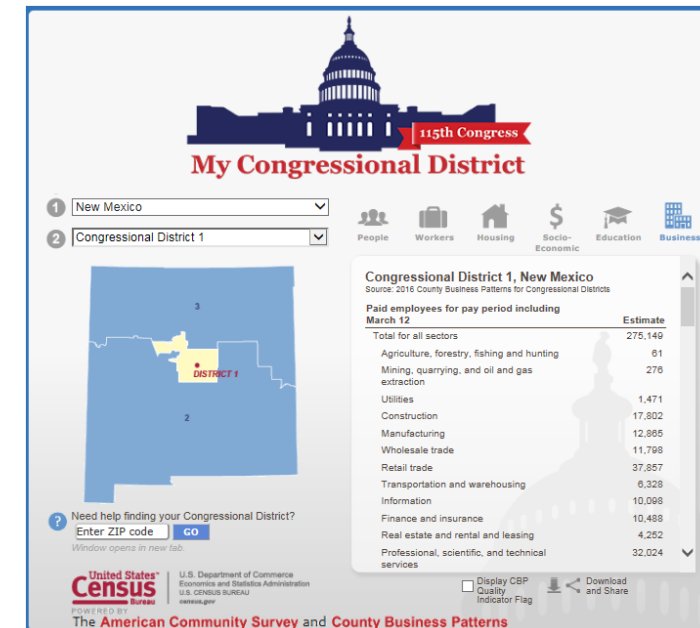 115th Congress
My Congressional District
1 New Mexico
2 Congressional District 1
People
Workers
Housing
Socio-
Economic
Education
Business
3
DISTRICT 1
2
Congressional District 1, New Mexico
Source: 2016 County Business Patterns for Congressional Districts
Paid employees for pay period including
March 12 Estimate
Total for all sectors 275,149
Agriculture, forestry, fishing and hunting 61
Mining, quarrying, and oil and gas 276
extraction
Utilities 1,471
Construction 17,802
Manufacturing 12,865
Wholesale trade 11,798
Retail trade 37,857
Transportation and warehousing 6,328
Information 10,098
Finance and insurance 10,488
Real estate and rental and leasing 4,252
Professional, scientific, and technical 32,024
services
? Need help finding your Congressional District?
Enter ZIP code GO
Window opens in new tab.
Display CBP
Quality
Indicator Flag
Download
and Share
United States™
Census
Bureau
U.S. Department of Commerce
Economics and Statistics Administration
U.S. CENSUS BUREAU
census.gov
POWERED BY
The American Community Survey and County Business Patterns